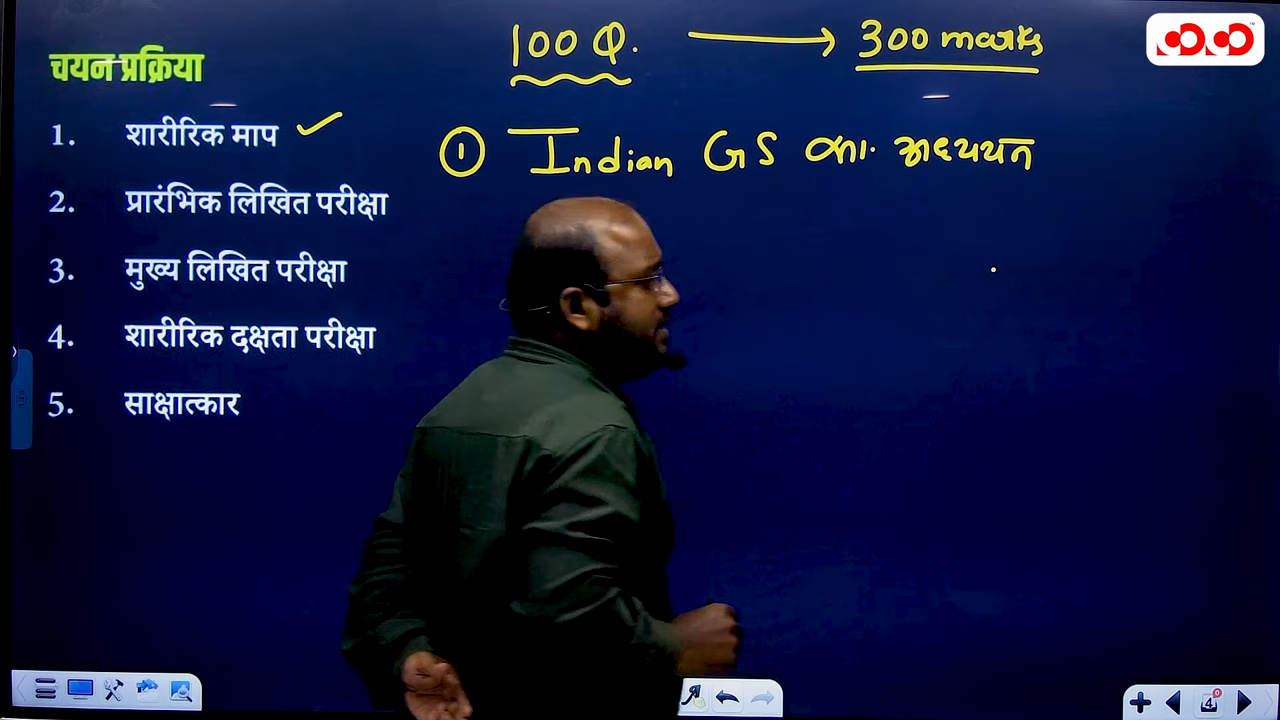 चयन प्रक्रिया
1. शारीरिक माप
2. प्रारंभिक लिखित परीक्षा
3. मुख्य लिखित परीक्षा
4. शारीरिक दक्षता परीक्षा
5. साक्षात्कार
100 Q. → 300 marks
① Indian GS का अध्ययन
4